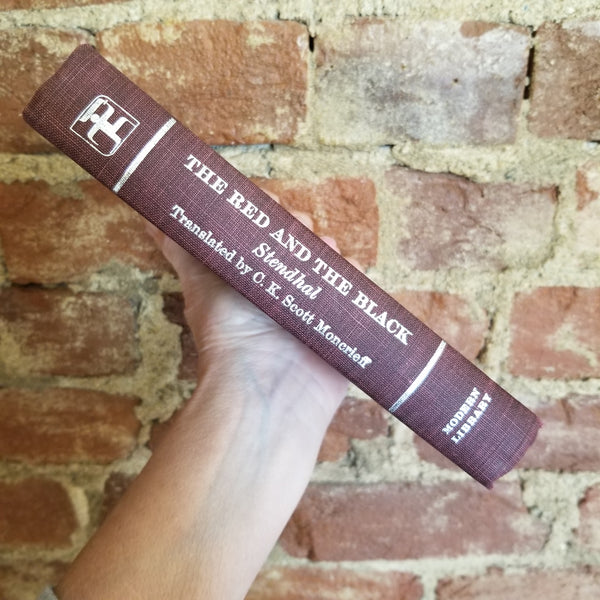 THE RED AND THE BLACK
Stendhal
Translated by C. K. Scott Moncrieff
MODERN
LIBRARY